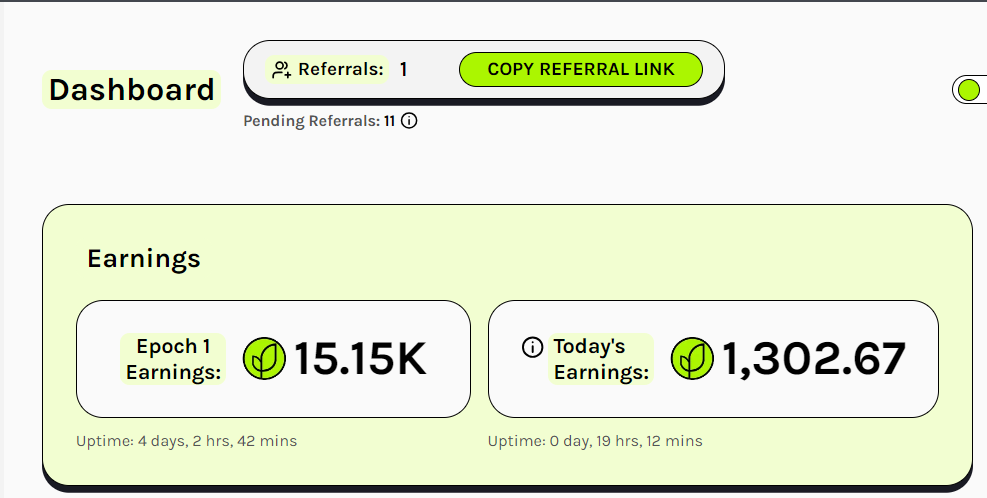 Dashboard
Referrals: 1
COPY REFERRAL LINK
Pending Referrals: 11
Earnings
Epoch 1
Earnings:
15.15K
Uptime: 4 days, 2 hrs, 42 mins
Today's
Earnings:
1,302.67
Uptime: 0 day, 19 hrs, 12 mins